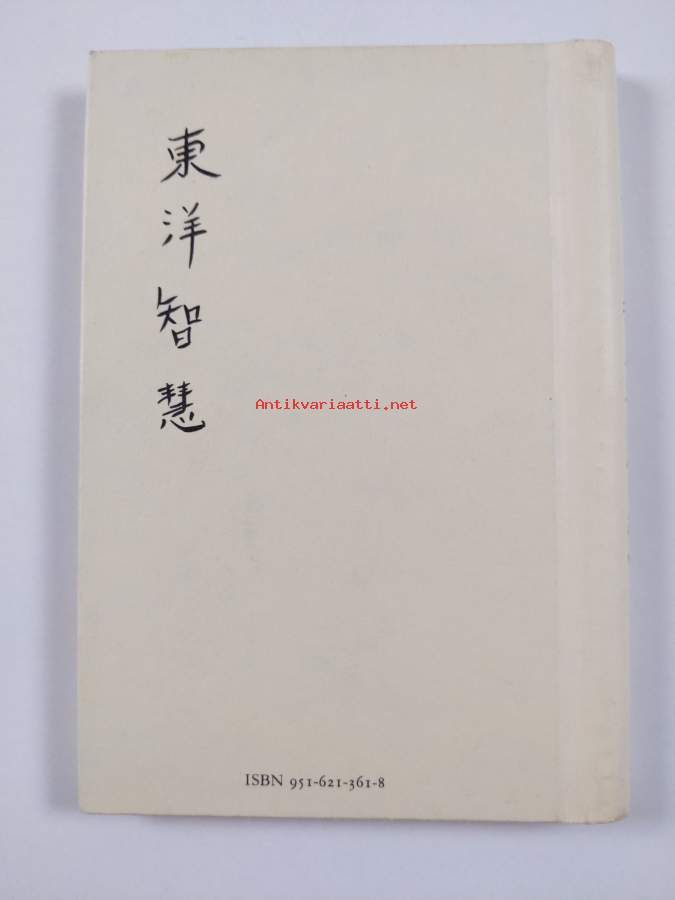 東洋智慧
Antikvariaatti.net
ISBN 951-621-361-8